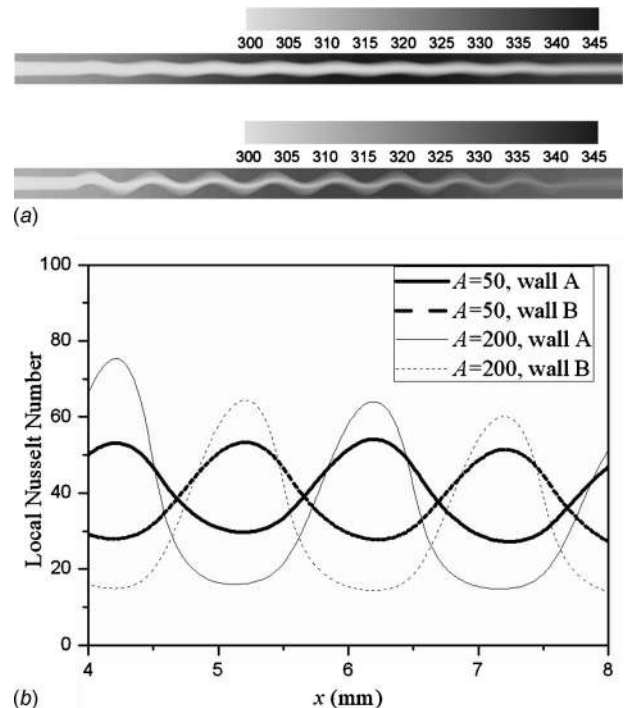 300 305 310 315 320 325 330 335 340 345
300 305 310 315 320 325 330 335 340 345
(a)
100
80
60
40
20
0
Local Nusselt Number
A=50, wall A
A=50, wall B
A=200, wall A
A=200, wall B
4 5 6 7 8
x (mm)
(b)